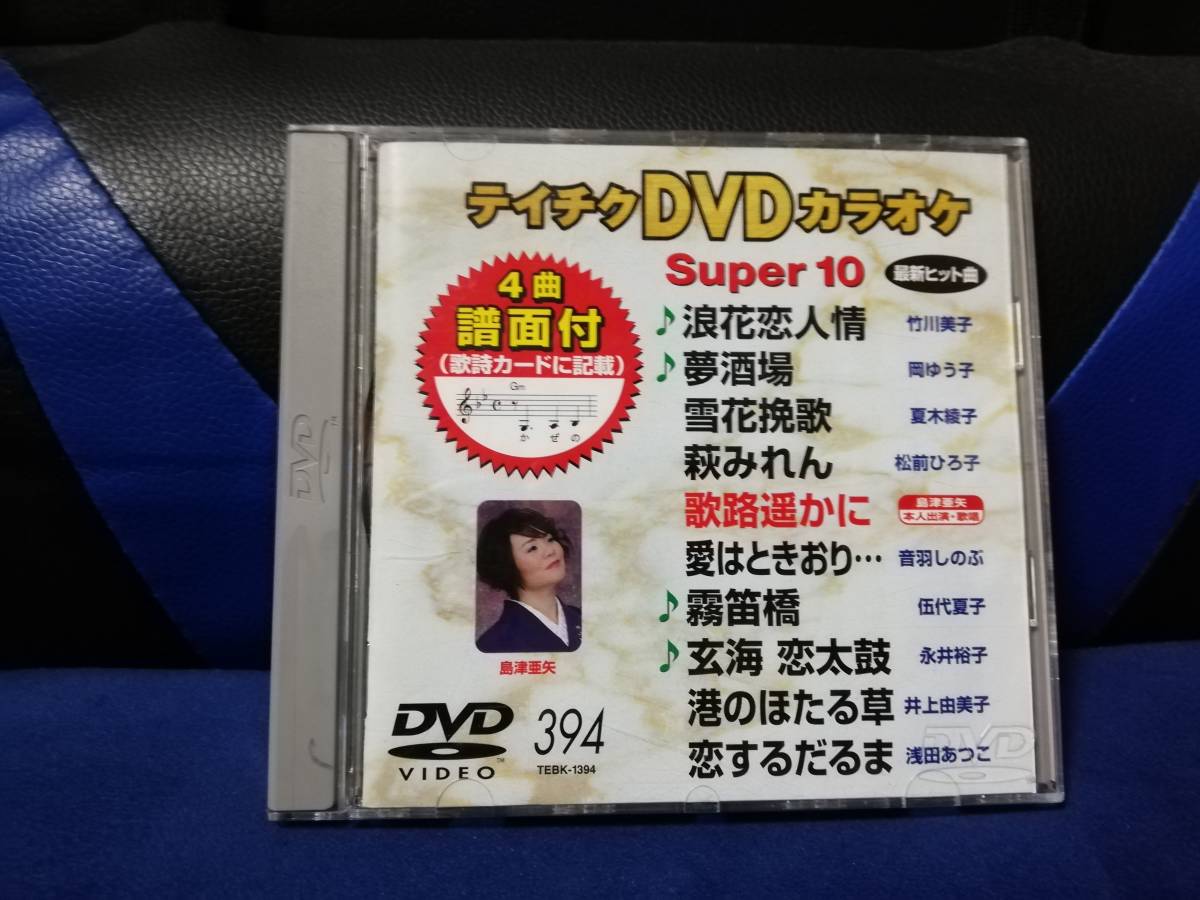 テイチクDVDカラオケ
Super 10 最新ヒット曲
4曲
譜面付
(歌詩カードに記載)
Gm
か ぜ の
♪浪花恋人情 竹川美子
♪夢酒場 岡ゆう子
雪花挽歌 夏木綾子
萩みれん 松前ひろ子
歌路遥かに 島津亜矢 本人出演・歌唱
愛はときおり… 音羽しのぶ
♪霧笛橋 伍代夏子
♪玄海 恋太鼓 永井裕子
港のほたる草 井上由美子
恋するだるま 浅田あつこ
島津亜矢
DVD
VIDEO
TM
394
TEBK-1394
DVD
DVD